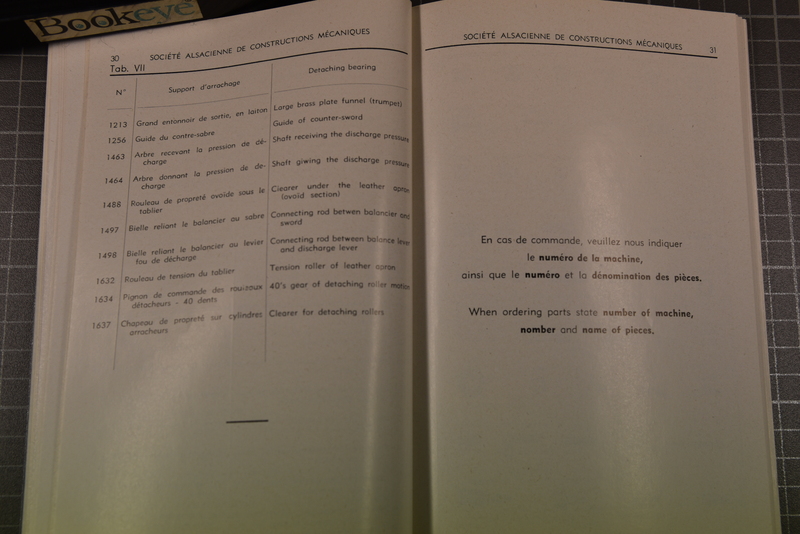 Bookeye
30
SOCIÉTÉ ALSACIENNE DE CONSTRUCTIONS MÉCANIQUES
Tab. VII
N° Support d'arrachage Detaching bearing
1213 Grand entonnoir de sortie, en laiton Large brass plate funnel (trumpet)
1256 Guide du contre-sabre Guide of counter-sword
1463 Arbre recevant la pression de dé- Shaft receiving the discharge pressure
charge
1464 Arbre donnant la pression de dé- Shaft giwing the discharge pressure
charge
1488 Rouleau de propreté ovoïde sous le Clearer under the leather apron
tablier (ovoid section)
1497 Bielle reliant le balancier au sabre Connecting rod betwen balancier and
sword
1498 Bielle reliant le balancier au levier Connecting rod between balance lever
fou de décharge and discharge lever
1632 Rouleau de tension du tablier Tension roller of leather apron
1634 Pignon de commande des rouleaux 40's gear of detaching roller motion
détacheurs - 40 dents
1637 Chapeau de propreté sur cylindres Clearer for detaching rollers
arracheurs
SOCIÉTÉ ALSACIENNE DE CONSTRUCTIONS MÉCANIQUES
31
En cas de commande, veuillez nous indiquer
le numéro de la machine,
ainsi que le numéro et la dénomination des pièces.
When ordering parts state number of machine,
nomber and name of pieces.